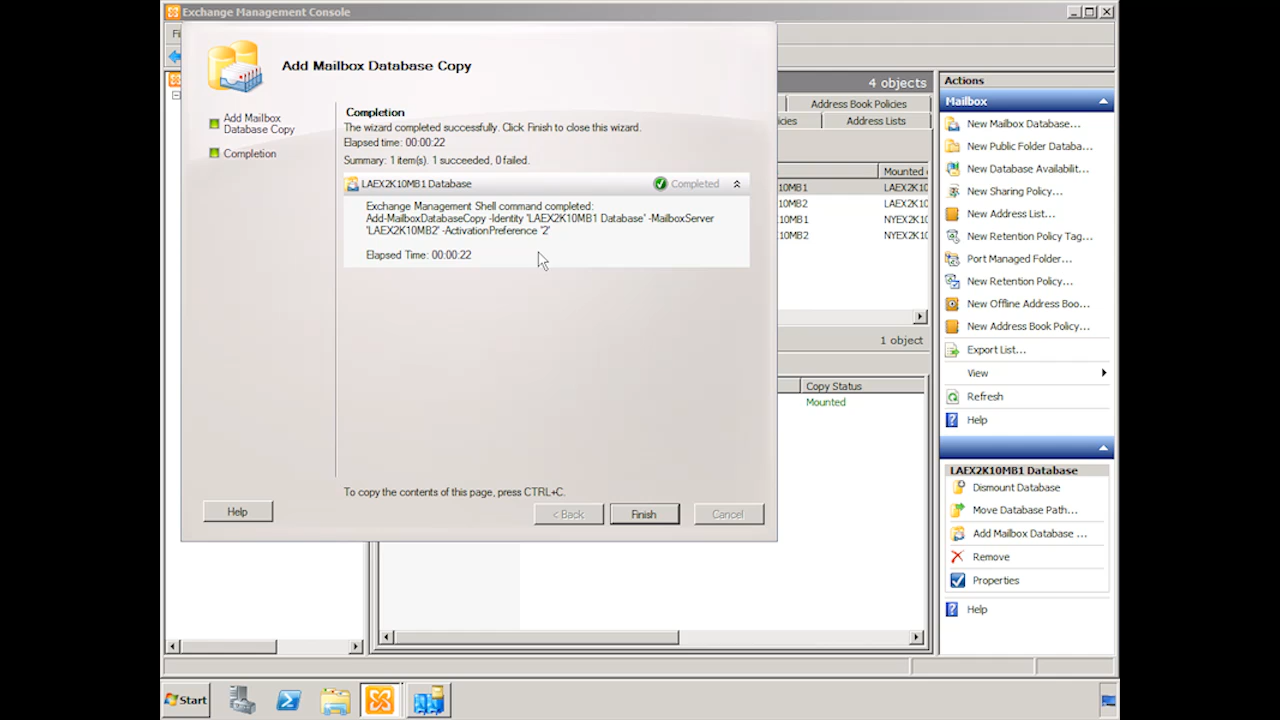 Exchange Management Console
Fi
Add Mailbox Database Copy
Add Mailbox
Database Copy
Completion
Completion
The wizard completed successfully. Click Finish to close this wizard.
Elapsed time: 00:00:22
Summary: 1 item(s). 1 succeeded, 0 failed.
LAEX2K10MB1 Database
Completed
Exchange Management Shell command completed:
Add-MailboxDatabaseCopy -Identity 'LAEX2K10MB1 Database' -MailboxServer
'LAEX2K10MB2' -ActivationPreference '2'
Elapsed Time: 00:00:22
To copy the contents of this page, press CTRL+C.
Help
< Back
Finish
Cancel
4 objects
Address Book Policies
icies
Address Lists
Mounted
10MB1 LAEX2K10
10MB2 LAEX2K10
10MB1 NYEX2K10
10MB2 NYEX2K10
1 object
Copy Status
Mounted
Actions
Mailbox
New Mailbox Database...
New Public Folder Databa...
New Database Availabilit...
New Sharing Policy...
New Address List...
New Retention Policy Tag...
Port Managed Folder...
New Retention Policy...
New Offline Address Boo...
New Address Book Policy...
Export List...
View
Refresh
Help
LAEX2K10MB1 Database
Dismount Database
Move Database Path...
Add Mailbox Database ...
Remove
Properties
Help
Start